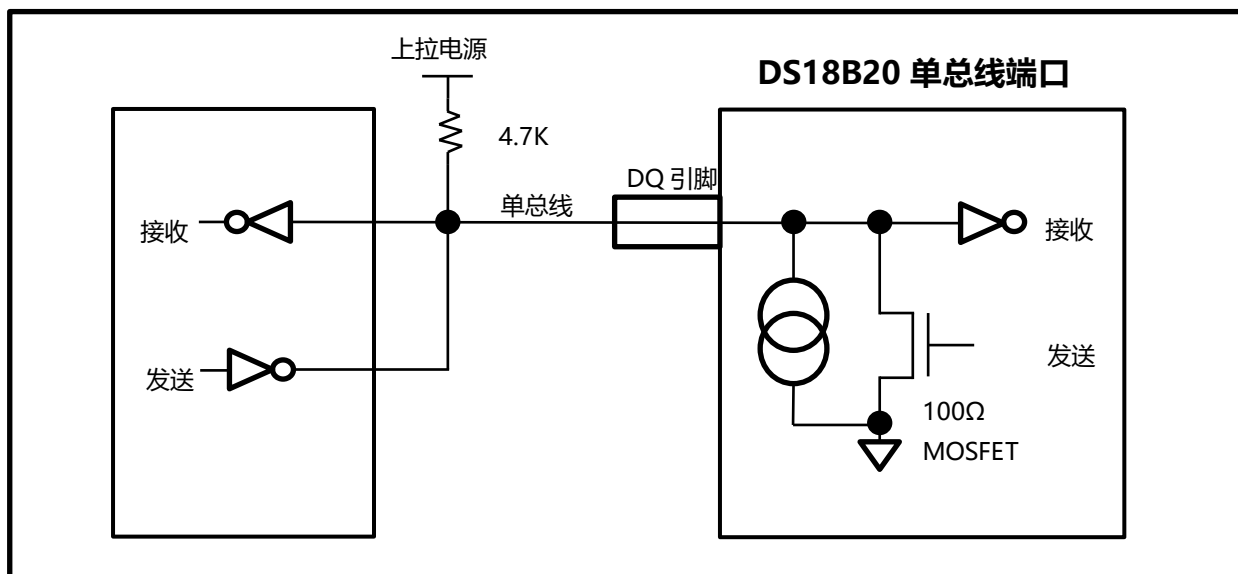 上拉电源
DS18B20 单总线端口
4.7K
DQ 引脚
单总线
接收
接收
发送
发送
100Ω
MOSFET